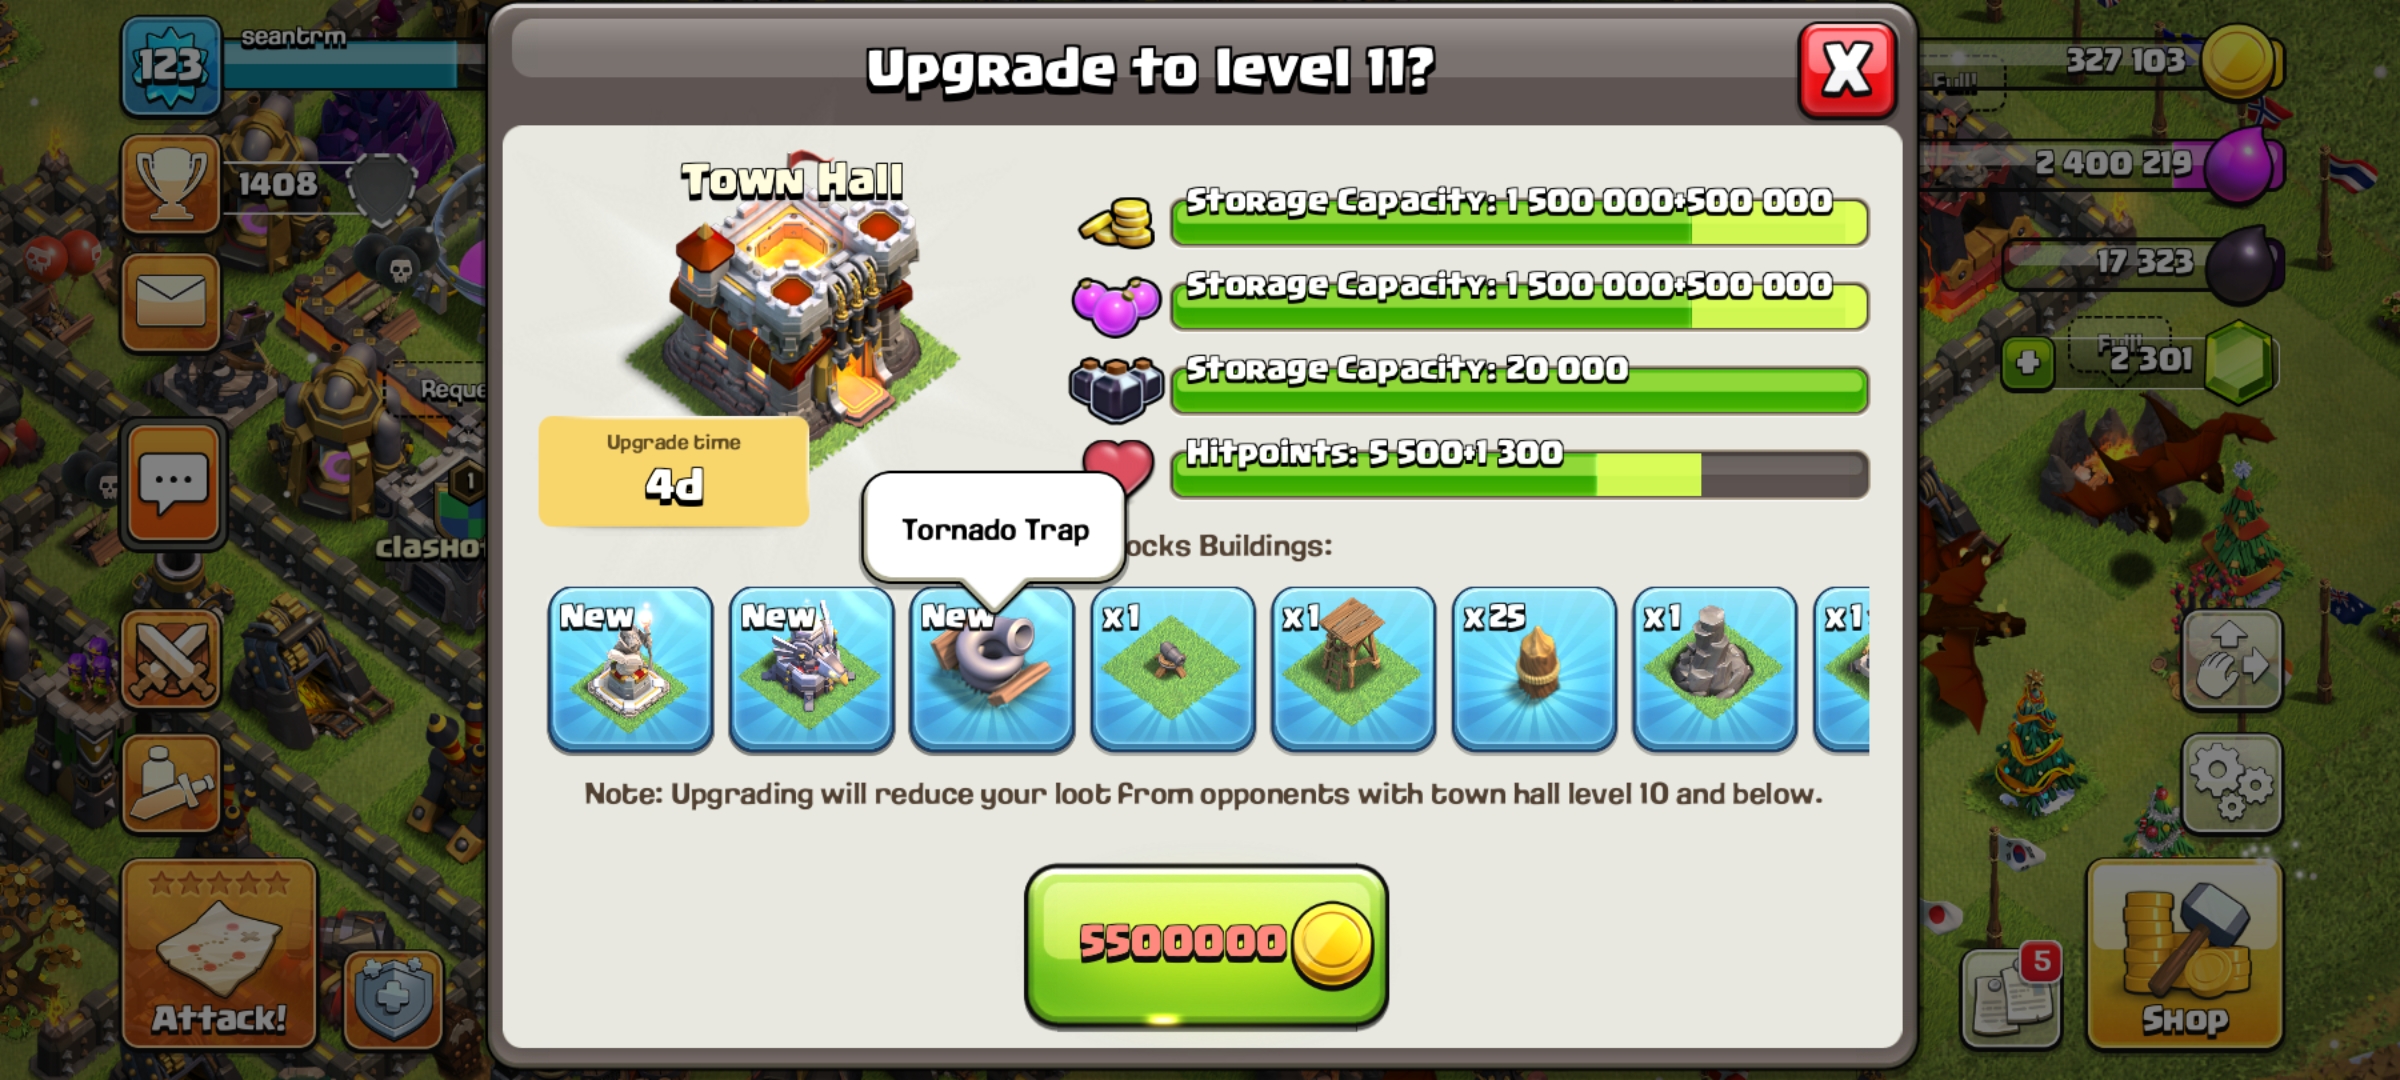 123
seantrm
Upgrade to level 11?
X
327 103
Full!
1408
Town Hall
Storage Capacity: 1 500 000+500 000
2 400 219
Storage Capacity: 1 500 000+500 000
17 323
Storage Capacity: 20 000
Full!
2 301
Upgrade time
4d
Hitpoints: 5 500+1 300
1
Tornado Trap
ocks Buildings:
New
New
New
x1
x1
x25
x1
x1
Note: Upgrading will reduce your loot from opponents with town hall level 10 and below.
5500000
5
Attack!
Shop